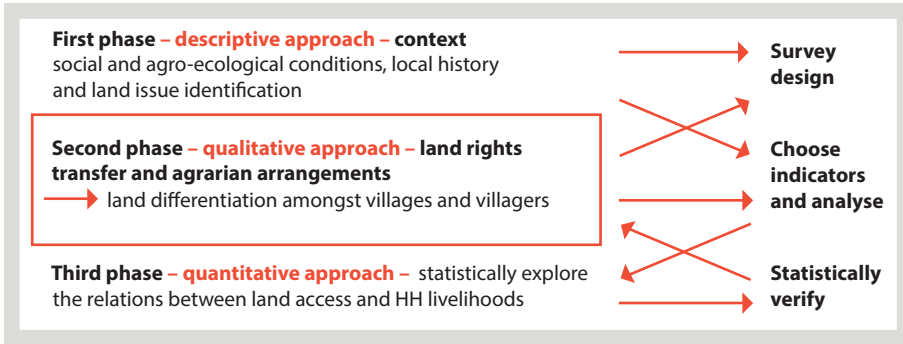 First phase – descriptive approach – context
social and agro-ecological conditions, local history
and land issue identification
Second phase – qualitative approach – land rights
transfer and agrarian arrangements
land differentiation amongst villages and villagers
Third phase – quantitative approach – statistically explore
the relations between land access and HH livelihoods
Survey
design
Choose
indicators
and analyse
Statistically
verify